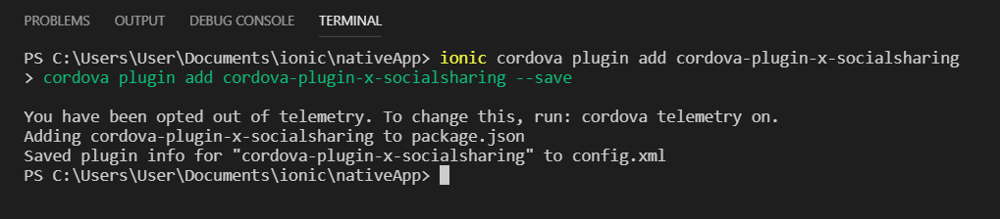 PROBLEMS OUTPUT DEBUG CONSOLE TERMINAL
PS C:\Users\User\Documents\ionic\nativeApp> ionic cordova plugin add cordova-plugin-x-socialsharing
> cordova plugin add cordova-plugin-x-socialsharing --save
You have been opted out of telemetry. To change this, run: cordova telemetry on.
Adding cordova-plugin-x-socialsharing to package.json
Saved plugin info for "cordova-plugin-x-socialsharing" to config.xml
PS C:\Users\User\Documents\ionic\nativeApp>